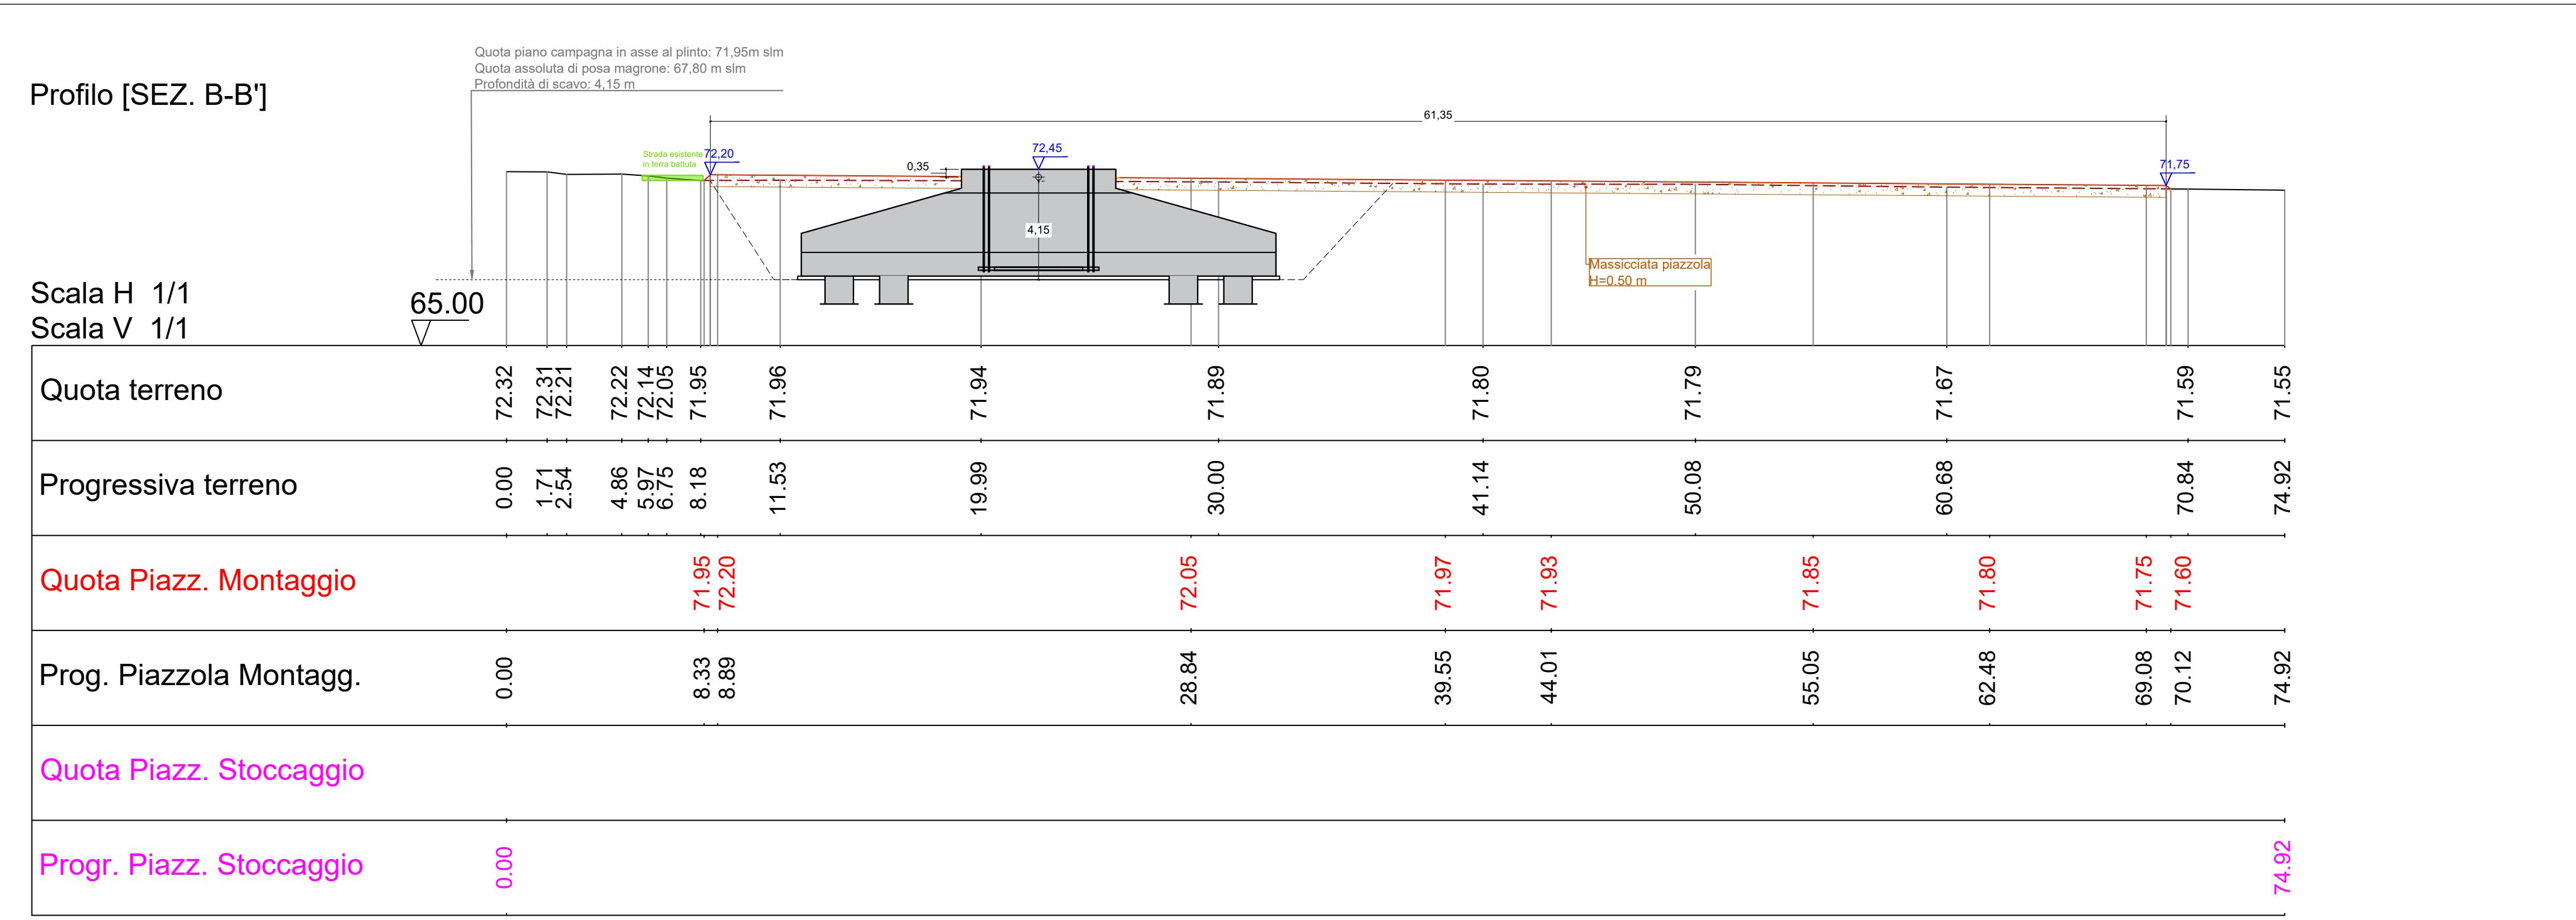 Quota piano campagna in asse al plinto: 71,95m slm
Quota assoluta di posa magrone: 67,80 m slm
Profondità di scavo: 4,15 m
Profilo [SEZ. B-B']
61,35
Strada esistente
in terra battuta
72,20
0,35
72,45
71,75
4,15
Massicciata piazzola
H=0.50 m
Scala H 1/1
Scala V 1/1
65.00
Quota terreno 72.32 72.31 72.21 72.22 72.14 72.05 71.95 71.96 71.94 71.89 71.80 71.79 71.67 71.59 71.55
Progressiva terreno 0.00 1.71 2.54 4.86 5.97 6.75 8.18 11.53 19.99 30.00 41.14 50.08 60.68 70.84 74.92
Quota Piazz. Montaggio 71.95 72.20 72.05 71.97 71.93 71.85 71.80 71.75 71.60
Prog. Piazzola Montagg. 0.00 8.33 8.89 28.84 39.55 44.01 55.05 62.48 69.08 70.12 74.92
Quota Piazz. Stoccaggio
Progr. Piazz. Stoccaggio 0.00 74.92